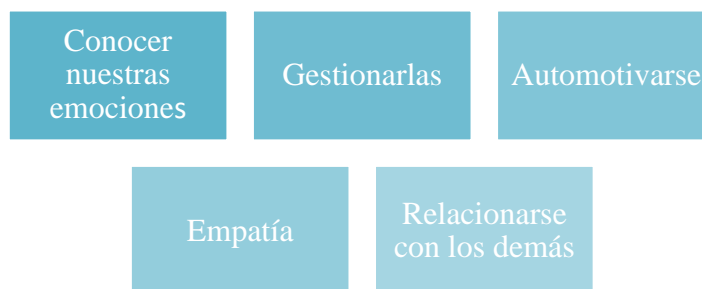 Conocer
nuestras
emociones
Gestionarlas
Automotivarse
Empatía
Relacionarse
con los demás